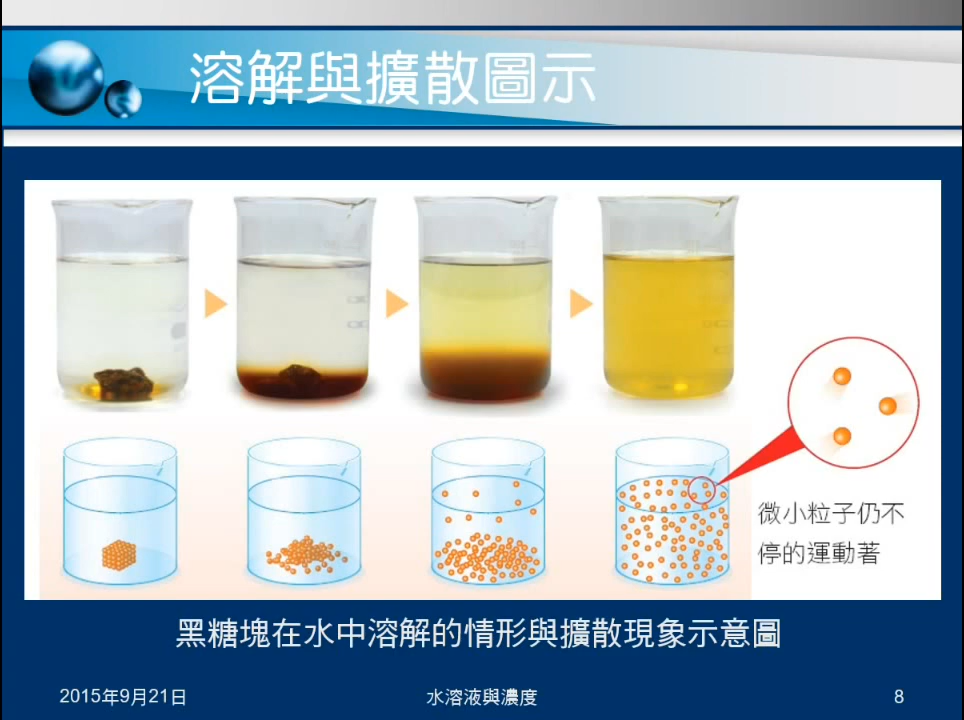 溶解與擴散圖示
微小粒子仍不
停的運動著
黑糖塊在水中溶解的情形與擴散現象示意圖
2015年9月21日
水溶液與濃度
8